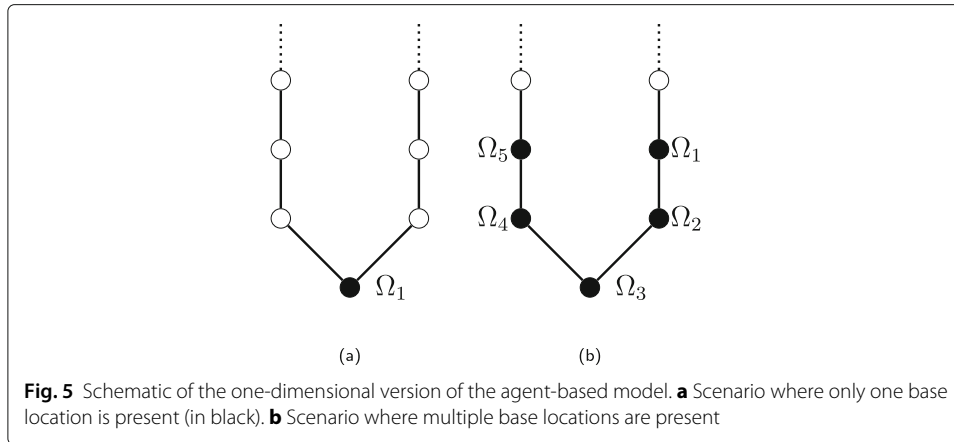 Ω₅
Ω₁
Ω₄
Ω₂
Ω₁
Ω₃
(a)
(b)
Fig. 5 Schematic of the one-dimensional version of the agent-based model. a Scenario where only one base
location is present (in black). b Scenario where multiple base locations are present